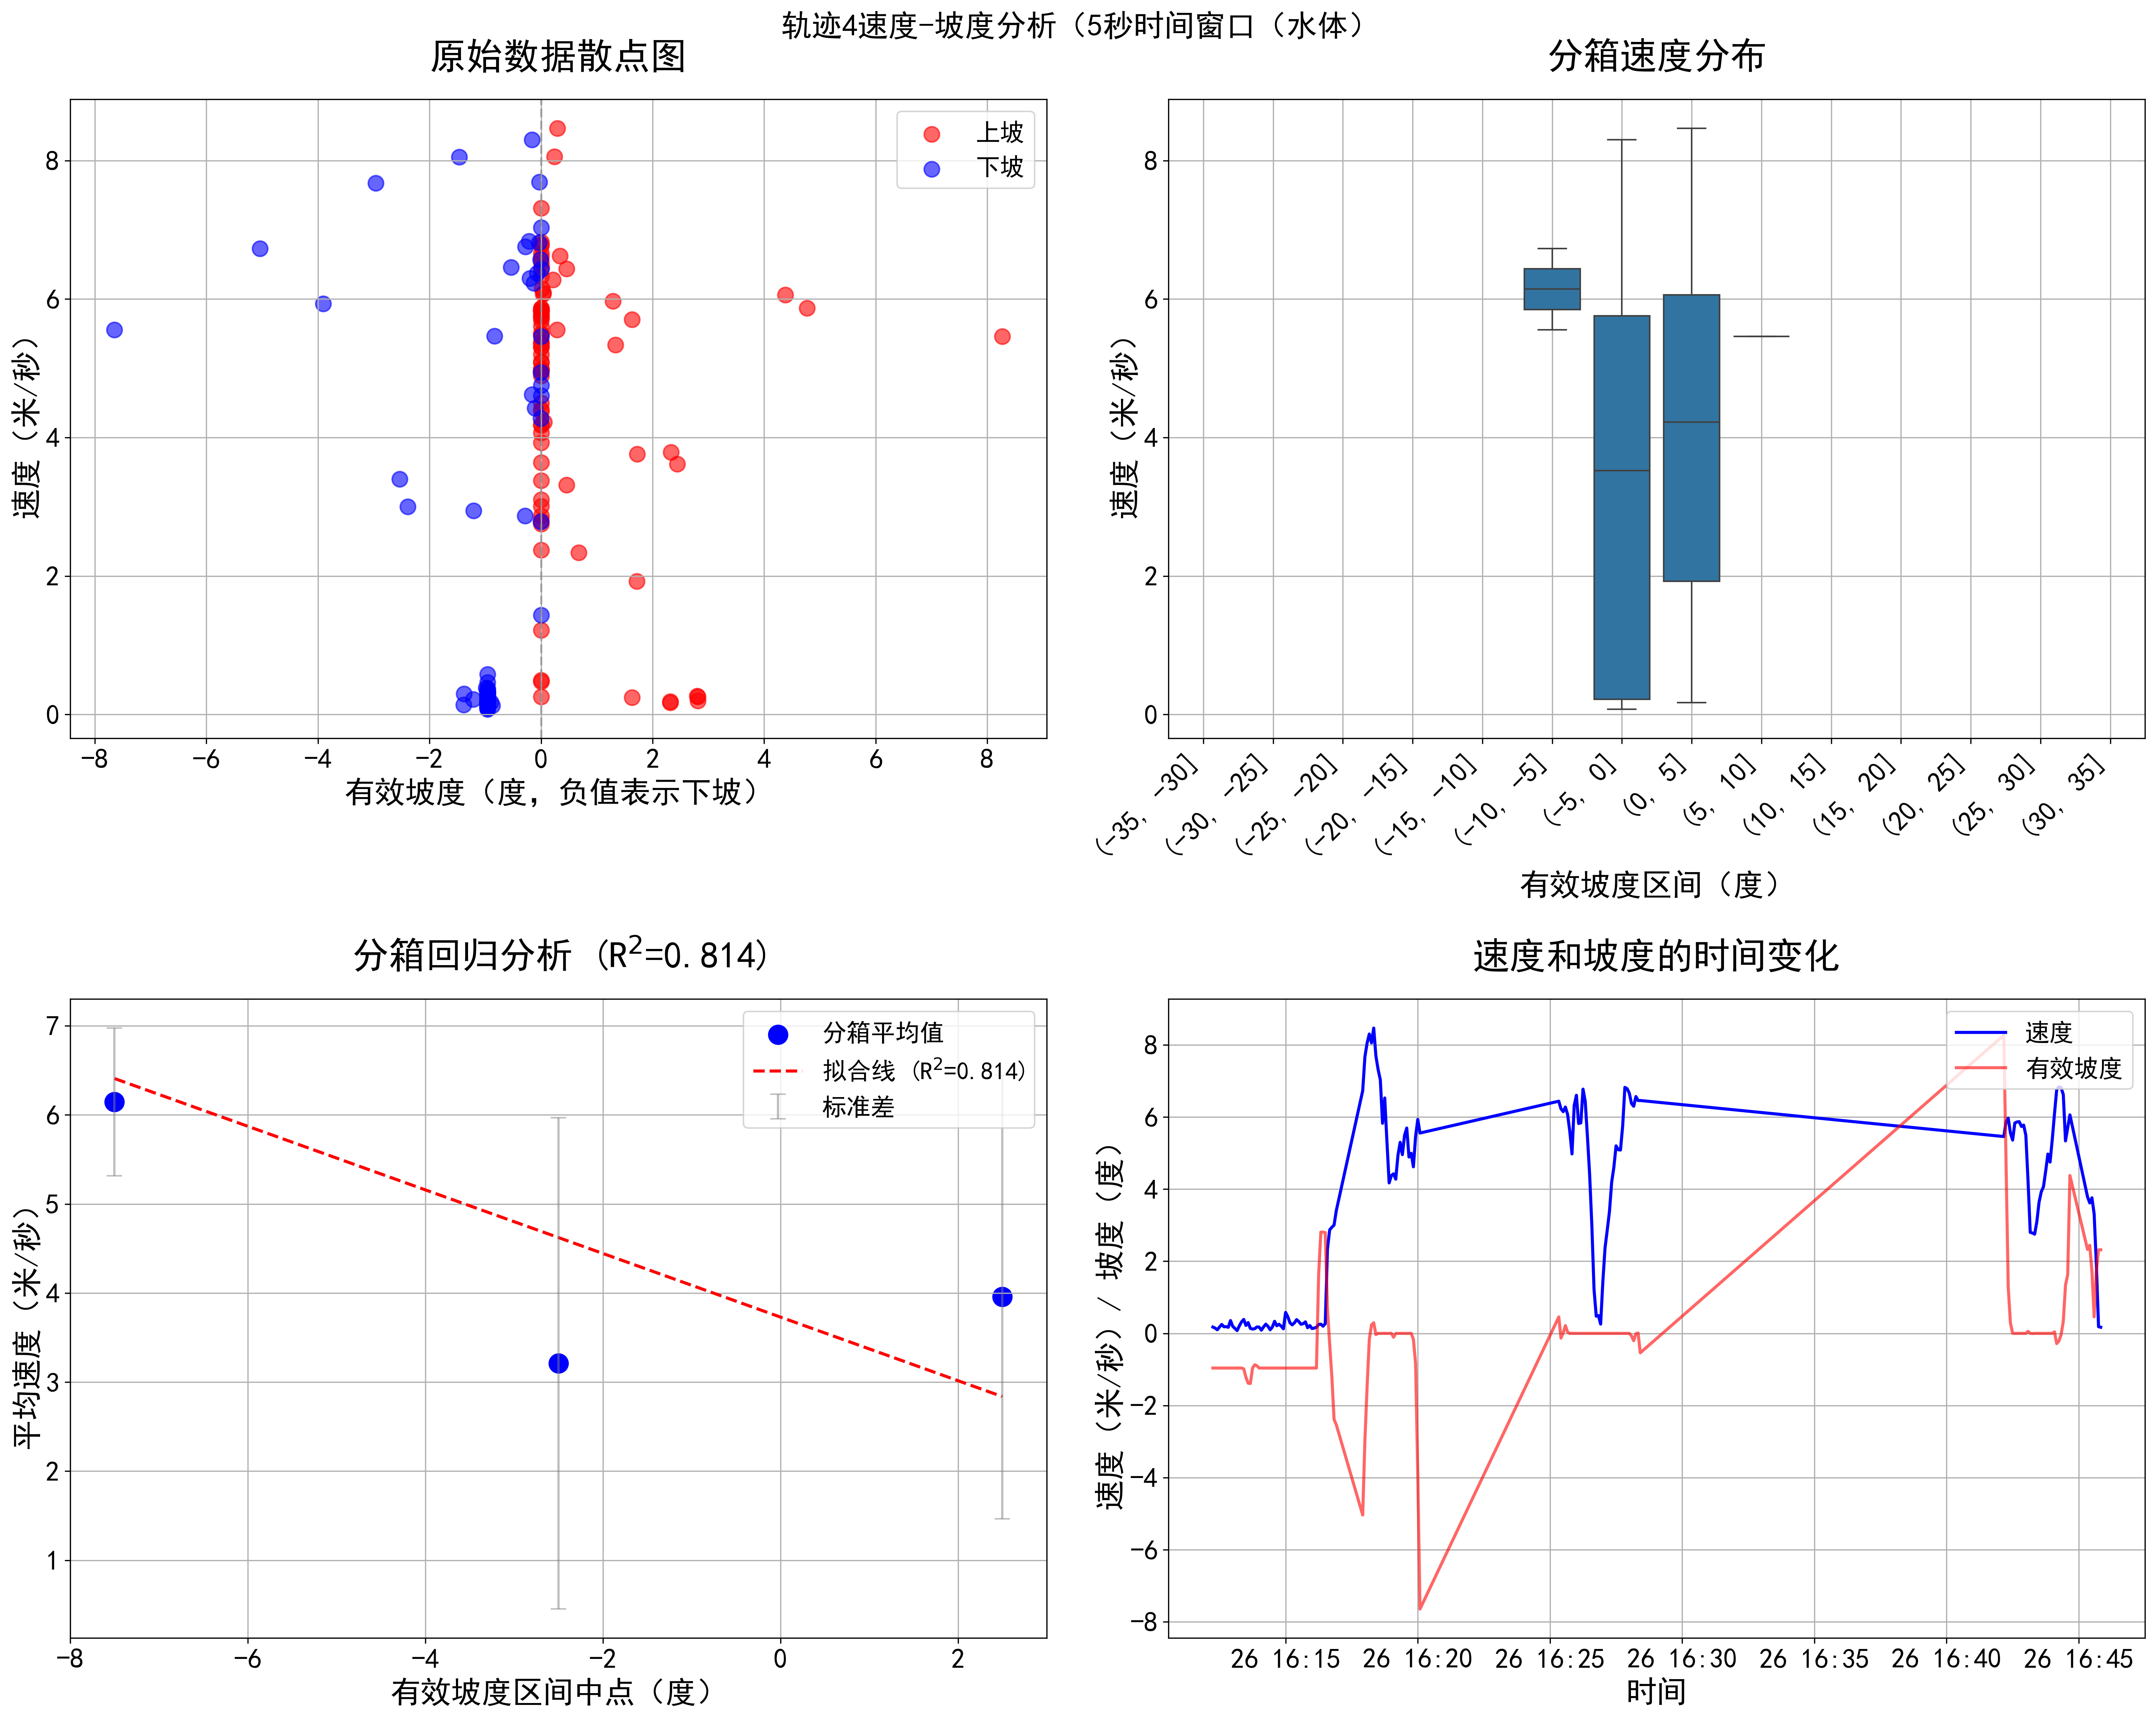 轨迹4速度-坡度分析（5秒时间窗口（水体）
原始数据散点图
上坡
下坡
速度（米/秒）
8
6
4
2
0
−8 −6 −4 −2 0 2 4 6 8
有效坡度（度，负值表示下坡）
分箱速度分布
速度（米/秒）
8
6
4
2
0
(-35, -30] (-30, -25] (-25, -20] (-20, -15] (-15, -10] (-10, -5] (-5, 0] (0, 5] (5, 10] (10, 15] (15, 20] (20, 25] (25, 30] (30, 35]
有效坡度区间（度）
分箱回归分析 (R²=0.814)
分箱平均值
拟合线 (R²=0.814)
标准差
平均速度（米/秒）
7
6
5
4
3
2
1
−8 −6 −4 −2 0 2
有效坡度区间中点（度）
速度和坡度的时间变化
速度
有效坡度
速度（米/秒）/ 坡度（度）
8
6
4
2
0
−2
−4
−6
−8
26 16:15 26 16:20 26 16:25 26 16:30 26 16:35 26 16:40 26 16:45
时间